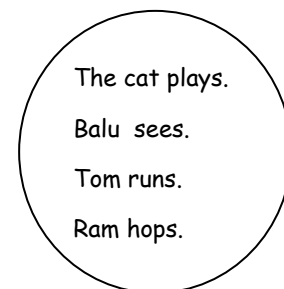 The cat plays.
Balu sees.
Tom runs.
Ram hops.